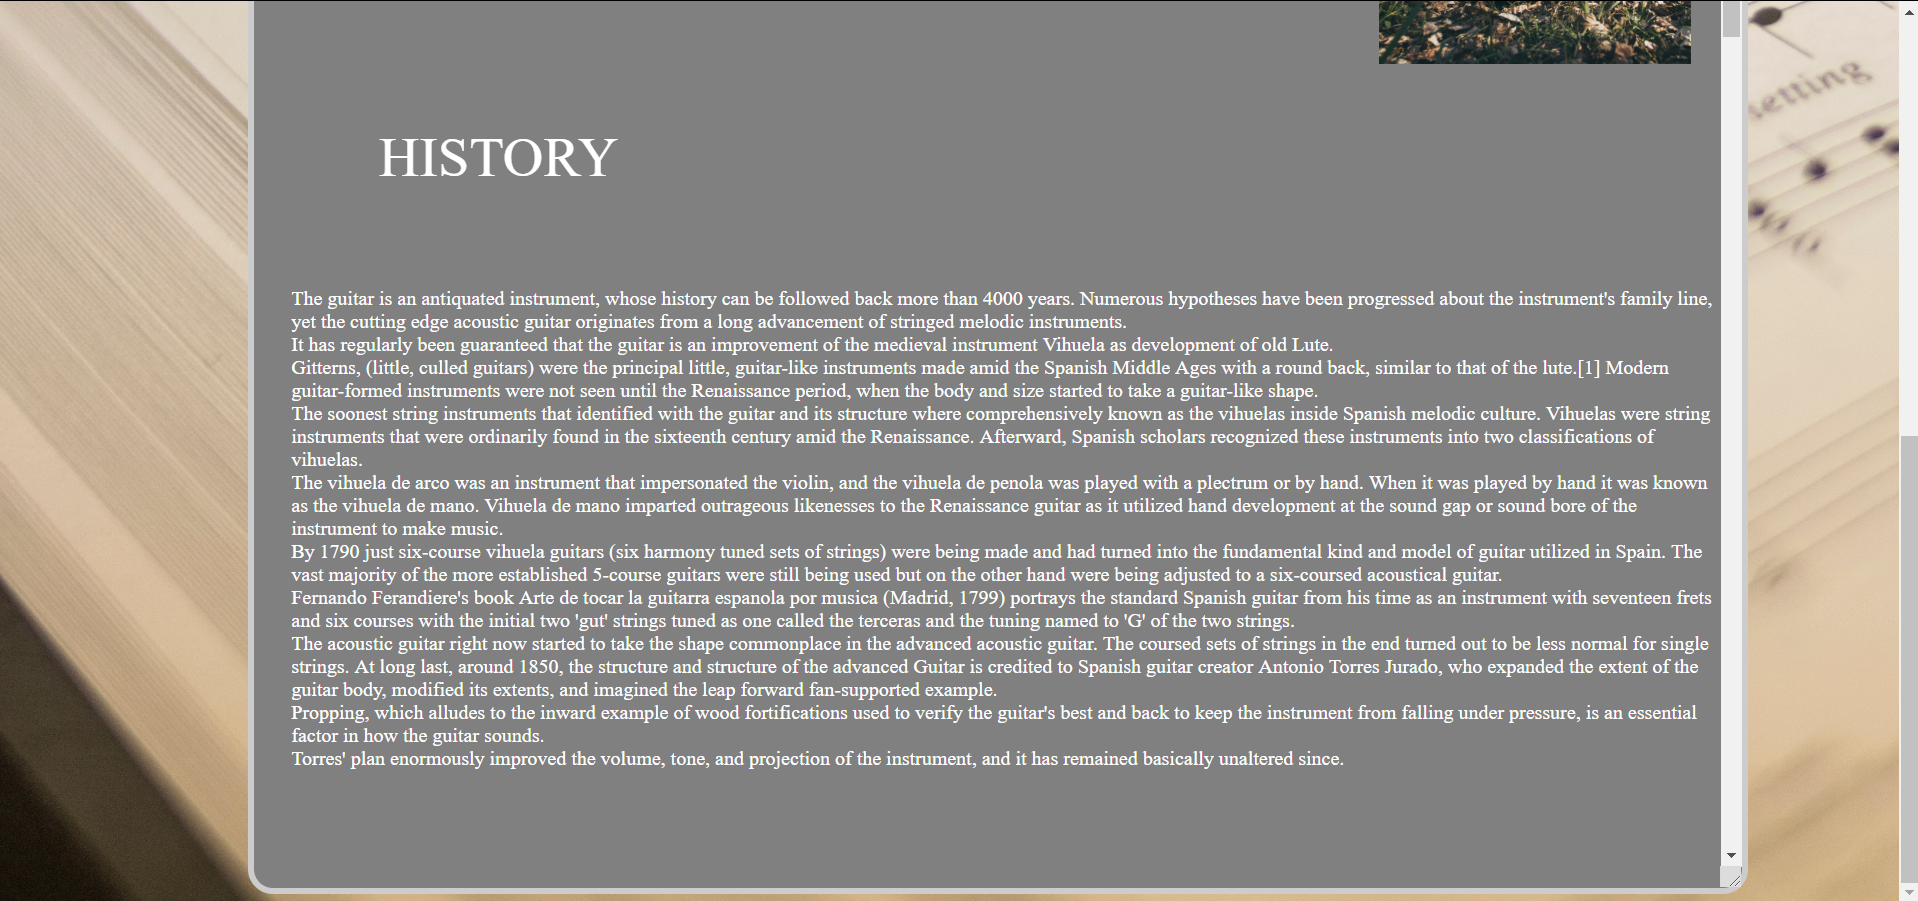 setting
HISTORY
The guitar is an antiquated instrument, whose history can be followed back more than 4000 years. Numerous hypotheses have been progressed about the instrument's family line,
yet the cutting edge acoustic guitar originates from a long advancement of stringed melodic instruments.
It has regularly been guaranteed that the guitar is an improvement of the medieval instrument Vihuela as development of old Lute.
Gitterns, (little, culled guitars) were the principal little, guitar-like instruments made amid the Spanish Middle Ages with a round back, similar to that of the lute.[1] Modern
guitar-formed instruments were not seen until the Renaissance period, when the body and size started to take a guitar-like shape.
The soonest string instruments that identified with the guitar and its structure where comprehensively known as the vihuelas inside Spanish melodic culture. Vihuelas were string
instruments that were ordinarily found in the sixteenth century amid the Renaissance. Afterward, Spanish scholars recognized these instruments into two classifications of
vihuelas.
The vihuela de arco was an instrument that impersonated the violin, and the vihuela de penola was played with a plectrum or by hand. When it was played by hand it was known
as the vihuela de mano. Vihuela de mano imparted outrageous likenesses to the Renaissance guitar as it utilized hand development at the sound gap or sound bore of the
instrument to make music.
By 1790 just six-course vihuela guitars (six harmony tuned sets of strings) were being made and had turned into the fundamental kind and model of guitar utilized in Spain. The
vast majority of the more established 5-course guitars were still being used but on the other hand were being adjusted to a six-coursed acoustical guitar.
Fernando Ferandiere's book Arte de tocar la guitarra espanola por musica (Madrid, 1799) portrays the standard Spanish guitar from his time as an instrument with seventeen frets
and six courses with the initial two 'gut' strings tuned as one called the terceras and the tuning named to 'G' of the two strings.
The acoustic guitar right now started to take the shape commonplace in the advanced acoustic guitar. The coursed sets of strings in the end turned out to be less normal for single
strings. At long last, around 1850, the structure and structure of the advanced Guitar is credited to Spanish guitar creator Antonio Torres Jurado, who expanded the extent of the
guitar body, modified its extents, and imagined the leap forward fan-supported example.
Propping, which alludes to the inward example of wood fortifications used to verify the guitar's best and back to keep the instrument from falling under pressure, is an essential
factor in how the guitar sounds.
Torres' plan enormously improved the volume, tone, and projection of the instrument, and it has remained basically unaltered since.